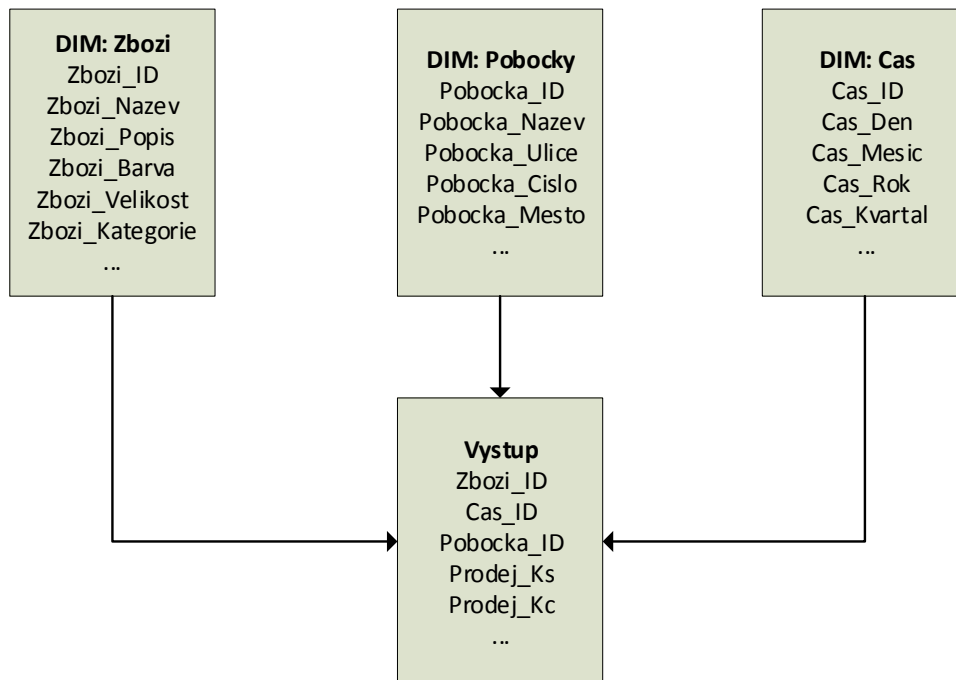 DIM: Zbozi
Zbozi_ID
Zbozi_Nazev
Zbozi_Popis
Zbozi_Barva
Zbozi_Velikost
Zbozi_Kategorie
...
DIM: Pobocky
Pobocka_ID
Pobocka_Nazev
Pobocka_Ulice
Pobocka_Cislo
Pobocka_Mesto
...
DIM: Cas
Cas_ID
Cas_Den
Cas_Mesic
Cas_Rok
Cas_Kvartal
...
Vystup
Zbozi_ID
Cas_ID
Pobocka_ID
Prodej_Ks
Prodej_Kc
...